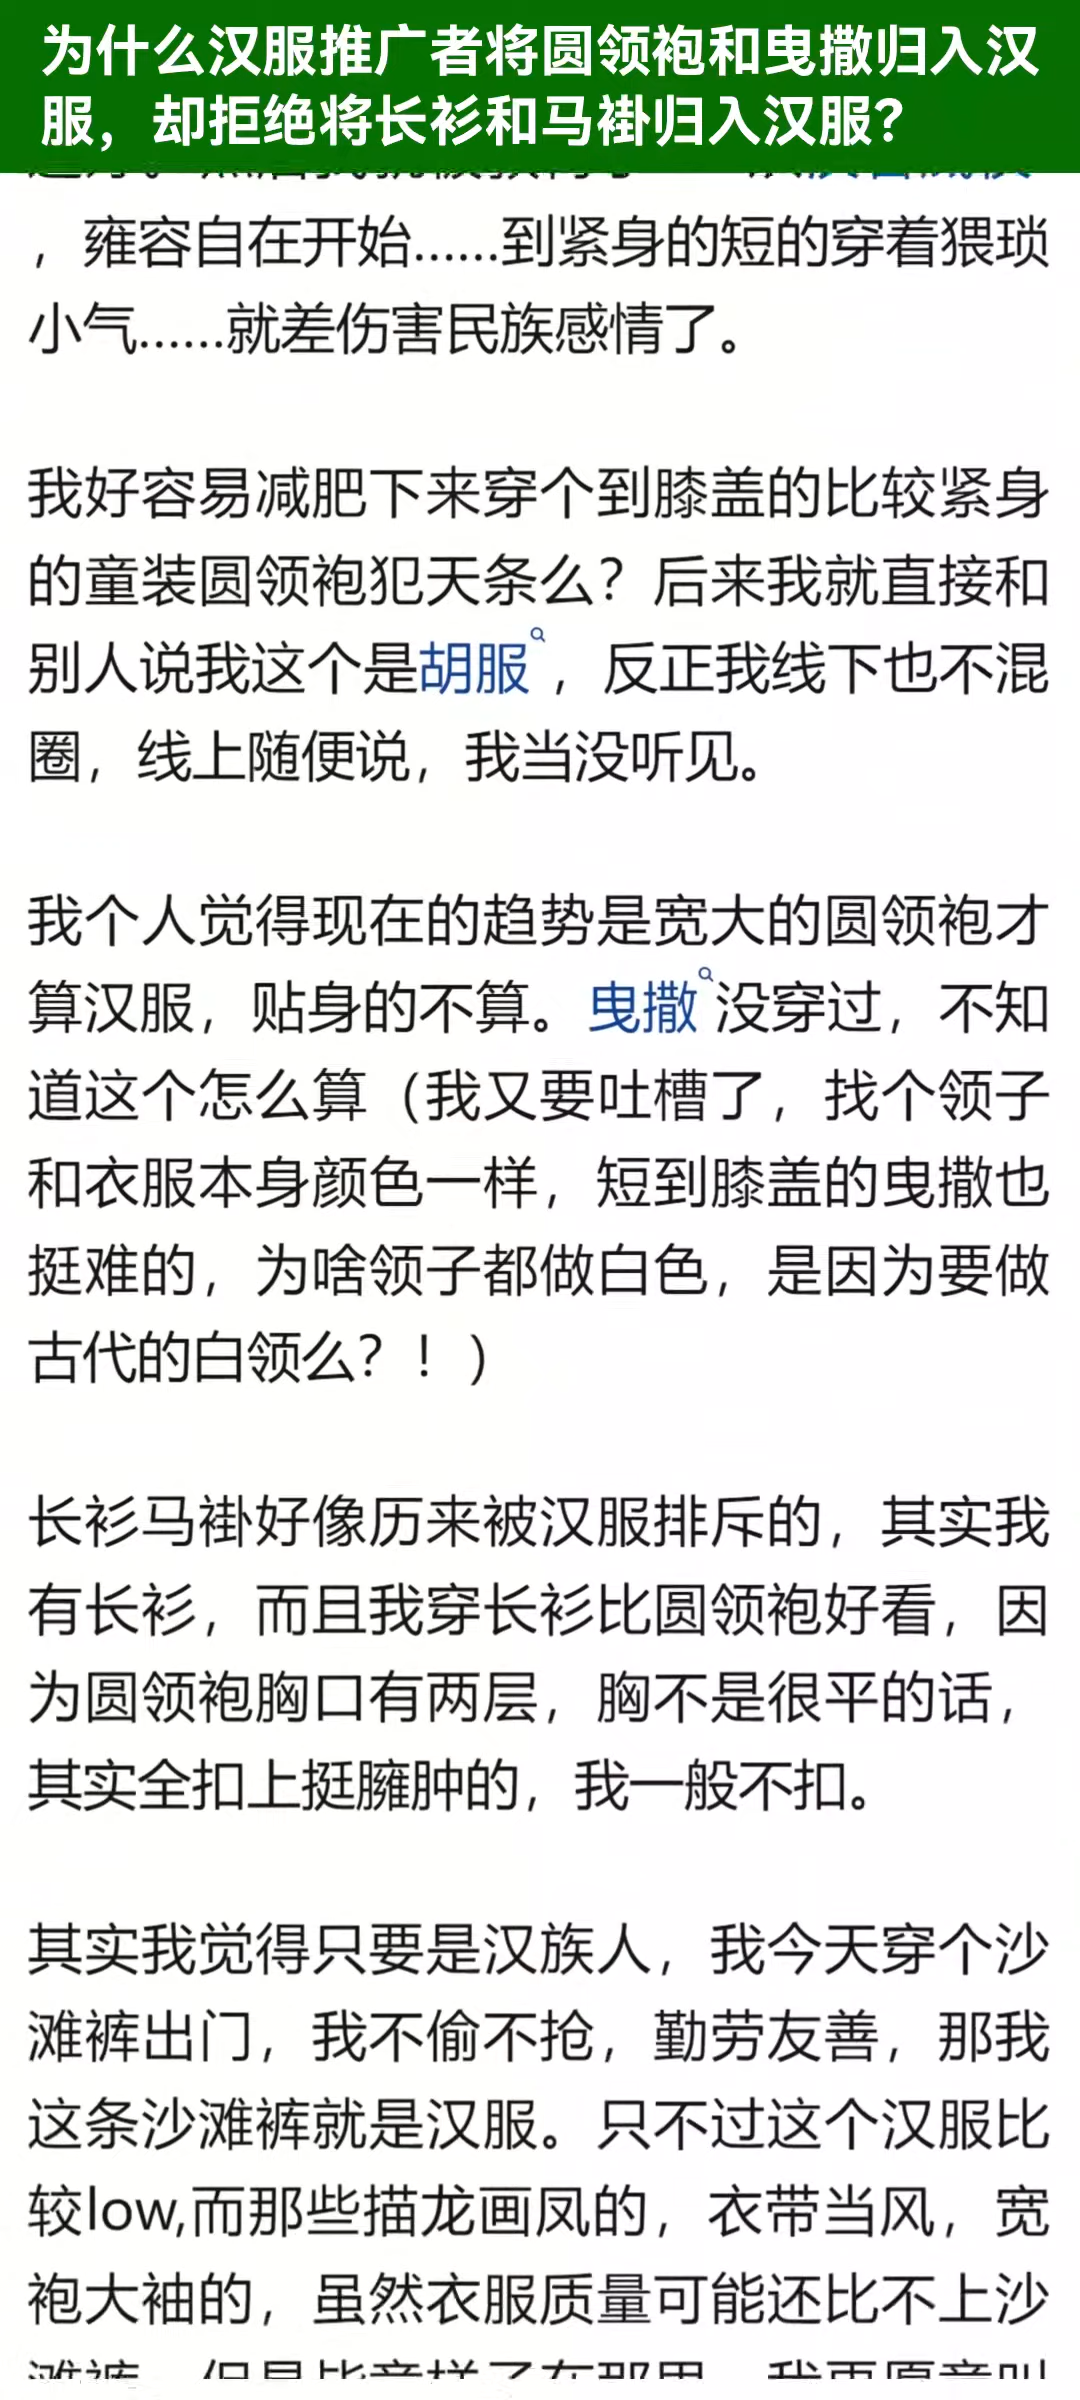 为什么汉服推广者将圆领袍和曳撒归入汉
服，却拒绝将长衫和马褂归入汉服？
，雍容自在开始……到紧身的短的穿着猥琐
小气……就差伤害民族感情了。
我好容易减肥下来穿个到膝盖的比较紧身
的童装圆领袍犯天条么？后来我就直接和
别人说我这个是胡服，反正我线下也不混
圈，线上随便说，我当没听见。
我个人觉得现在的趋势是宽大的圆领袍才
算汉服，贴身的不算。曳撒没穿过，不知
道这个怎么算（我又要吐槽了，找个领子
和衣服本身颜色一样，短到膝盖的曳撒也
挺难的，为啥领子都做白色，是因为要做
古代的白领么？！）
长衫马褂好像历来被汉服排斥的，其实我
有长衫，而且我穿长衫比圆领袍好看，因
为圆领袍胸口有两层，胸不是很平的话，
其实全扣上挺臃肿的，我一般不扣。
其实我觉得只要是汉族人，我今天穿个沙
滩裤出门，我不偷不抢，勤劳友善，那我
这条沙滩裤就是汉服。只不过这个汉服比
较low,而那些描龙画凤的，衣带当风，宽
袍大袖的，虽然衣服质量可能还比不上沙